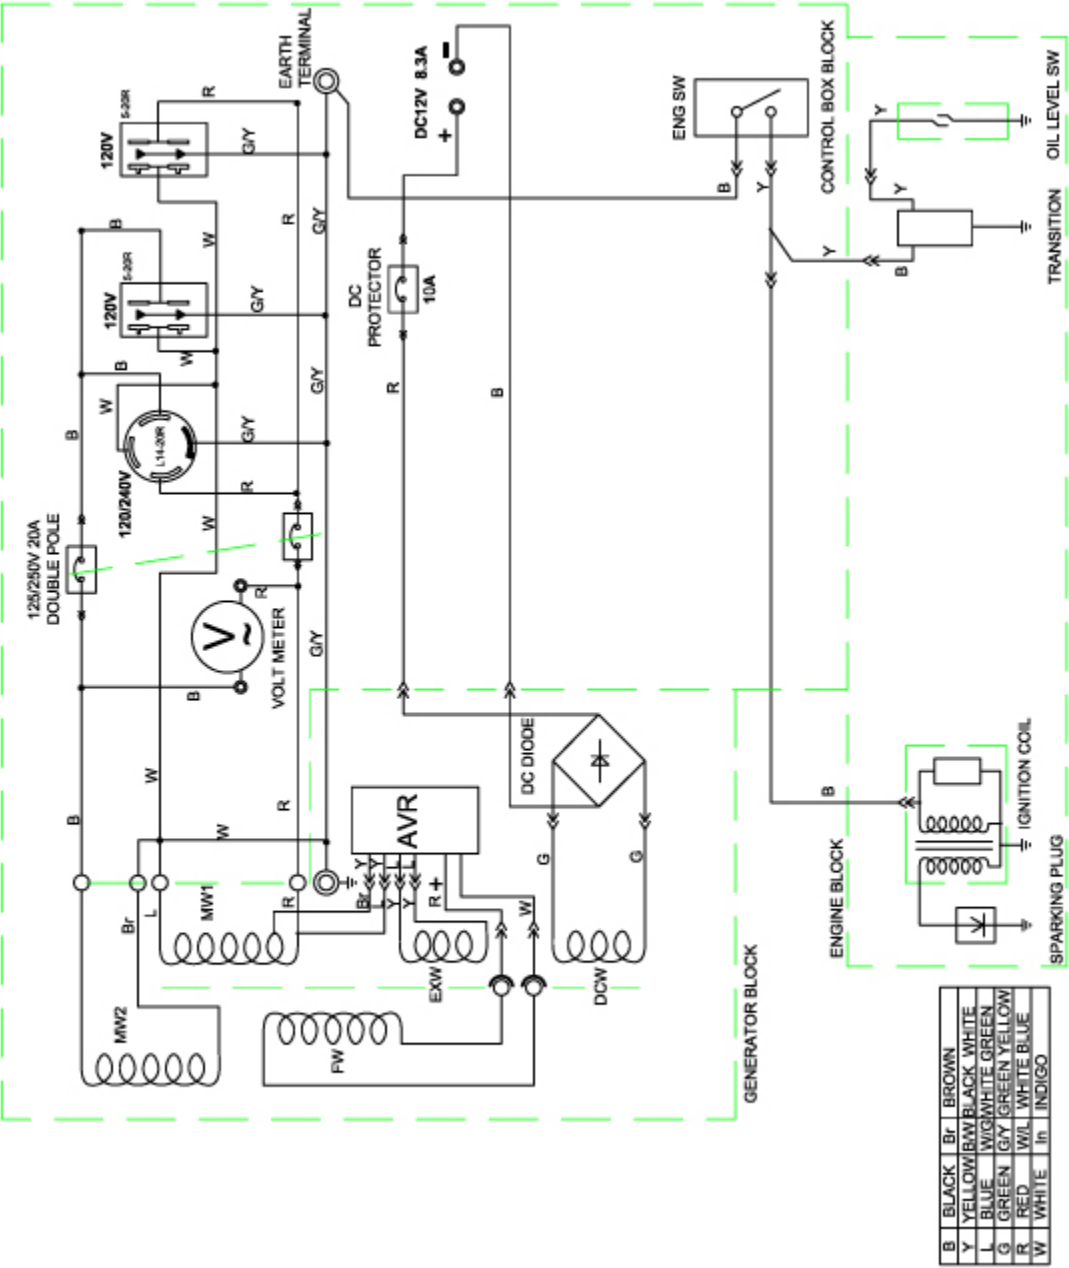 125/250V 20A
DOUBLE POLE
B
B
B
MW2
Br
L
W
120/240V
L14-20R
W
B
120V
5-20R
W
B
120V
5-20R
B
W
VOLT METER
V
~
R
W
W
R
MW1
R
W
R
G/Y
G/Y
R
G/Y
R
EARTH
TERMINAL
G/Y
G/Y
G/Y
FW
Br
L
Y
Y
Y
Y
L
L
R +
W
AVR
EXW
DC
PROTECTOR
10A
R
DC12V 8.3A
+
−
B
DC DIODE
G
G
DCW
GENERATOR BLOCK
ENG SW
B
Y
CONTROL BOX BLOCK
Y
B
Y
Y
TRANSITION
OIL LEVEL SW
B
ENGINE BLOCK
IGNITION COIL
SPARKING PLUG
B BLACK Br BROWN
Y YELLOW B/W BLACK WHITE
L BLUE W/G WHITE GREEN
G GREEN G/Y GREEN YELLOW
R RED W/L WHITE BLUE
W WHITE In INDIGO